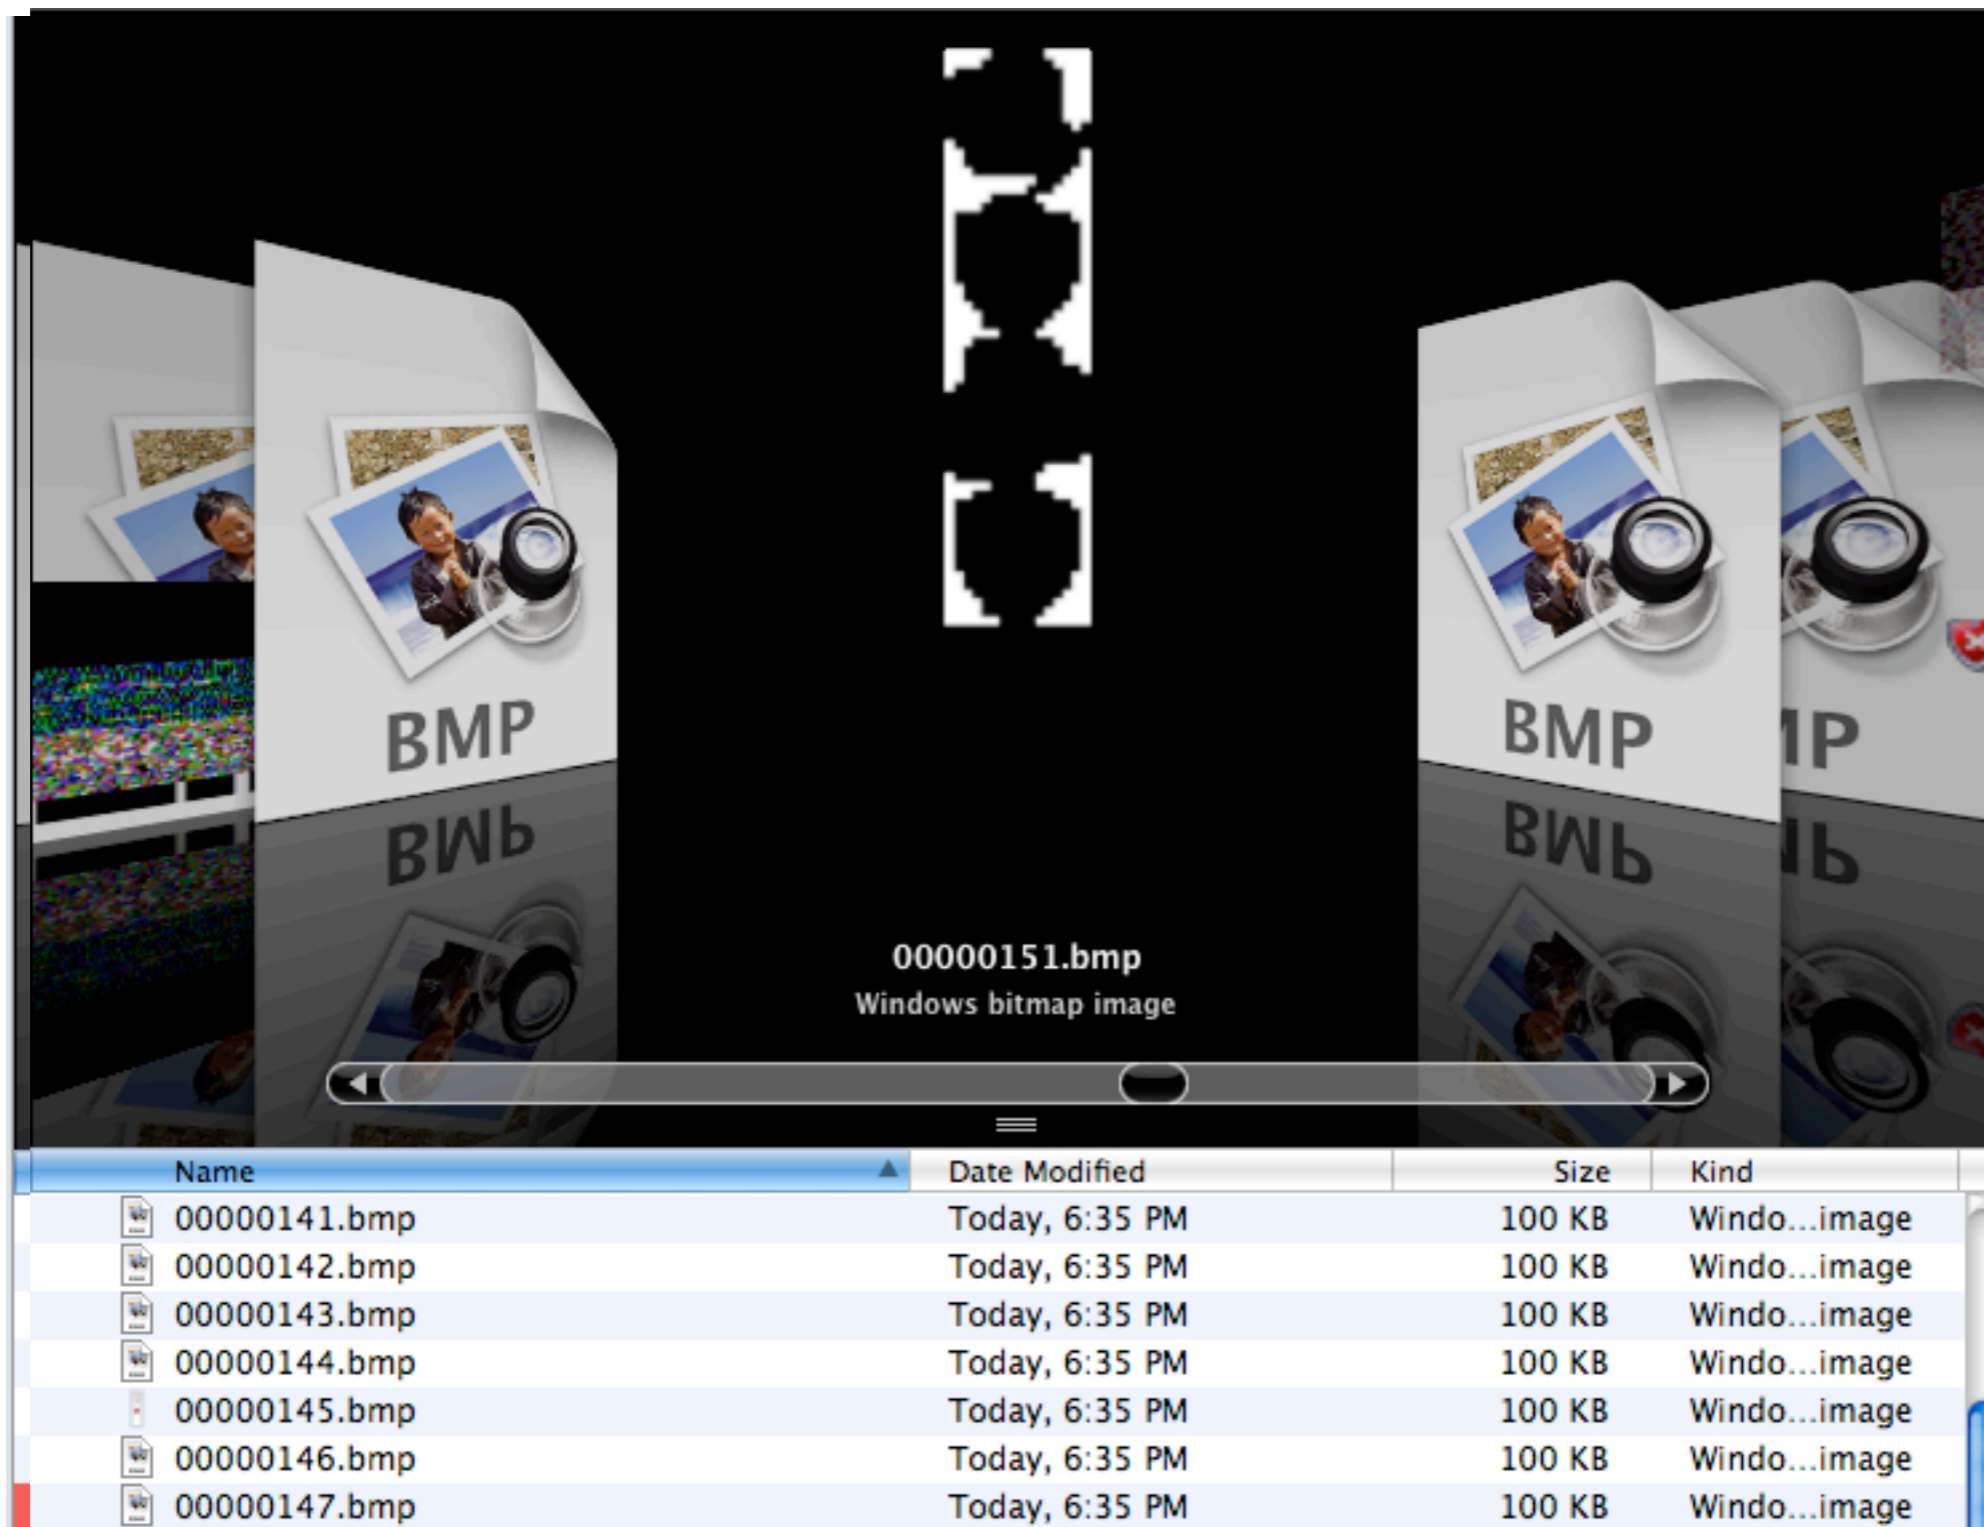 BMP
BMP
MP
00000151.bmp
Windows bitmap image
Name Date Modified Size Kind
00000141.bmp Today, 6:35 PM 100 KB Windo...image
00000142.bmp Today, 6:35 PM 100 KB Windo...image
00000143.bmp Today, 6:35 PM 100 KB Windo...image
00000144.bmp Today, 6:35 PM 100 KB Windo...image
00000145.bmp Today, 6:35 PM 100 KB Windo...image
00000146.bmp Today, 6:35 PM 100 KB Windo...image
00000147.bmp Today, 6:35 PM 100 KB Windo...image